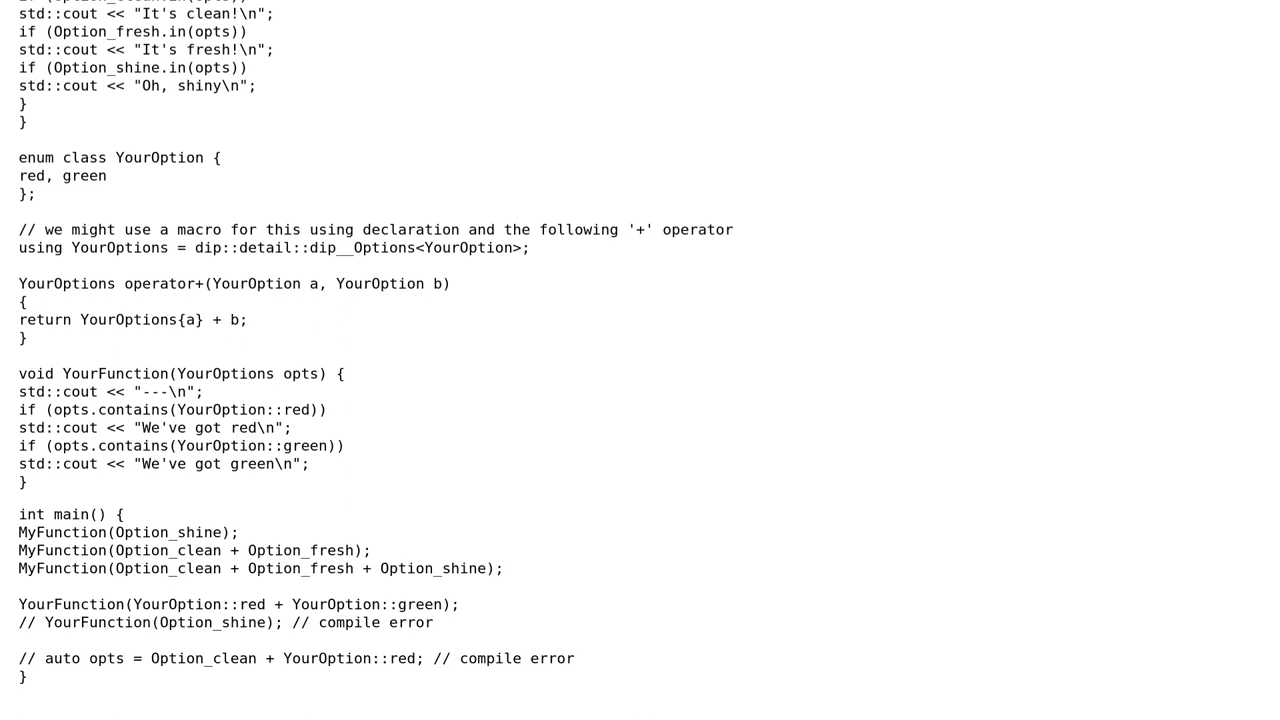 std::cout << "It's clean!\n";
if (Option_fresh.in(opts))
std::cout << "It's fresh!\n";
if (Option_shine.in(opts))
std::cout << "Oh, shiny\n";
}
}
enum class YourOption {
red, green
};
// we might use a macro for this using declaration and the following '+' operator
using YourOptions = dip::detail::dip__Options<YourOption>;
YourOptions operator+(YourOption a, YourOption b)
{
return YourOptions{a} + b;
}
void YourFunction(YourOptions opts) {
std::cout << "---\n";
if (opts.contains(YourOption::red))
std::cout << "We've got red\n";
if (opts.contains(YourOption::green))
std::cout << "We've got green\n";
}
int main() {
MyFunction(Option_shine);
MyFunction(Option_clean + Option_fresh);
MyFunction(Option_clean + Option_fresh + Option_shine);
YourFunction(YourOption::red + YourOption::green);
// YourFunction(Option_shine); // compile error
// auto opts = Option_clean + YourOption::red; // compile error
}